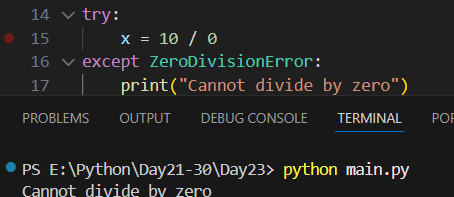 14 try:
15 x = 10 / 0
16 except ZeroDivisionError:
17 print("Cannot divide by zero")
PROBLEMS OUTPUT DEBUG CONSOLE TERMINAL POR
PS E:\Python\Day21-30\Day23> python main.py
Cannot divide by zero